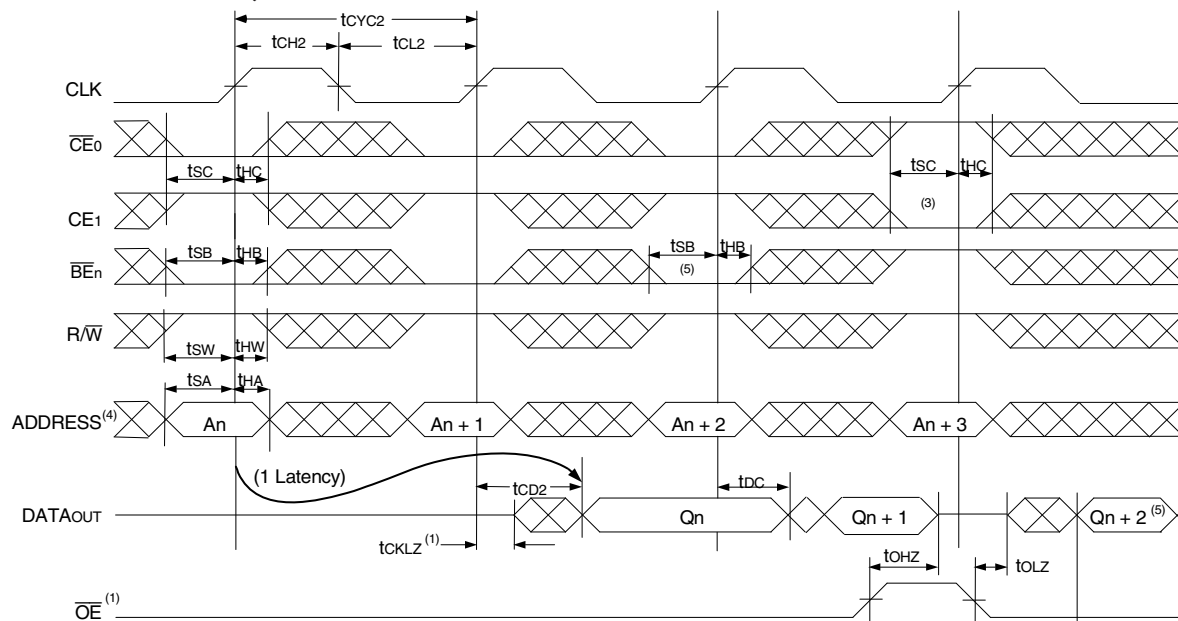 tCYC2
tCH2 tCL2
CLK
CE0
tSC tHC tSC tHC
CE1 (3)
tSB tHB tSB tHB
BEn (5)
R/W
tSW tHW
tSA tHA
ADDRESS(4) An An + 1 An + 2 An + 3
(1 Latency) tCD2 tDC
DATAOUT Qn Qn + 1 Qn + 2 (5)
tCKLZ(1)
tOHZ tOLZ
OE (1)